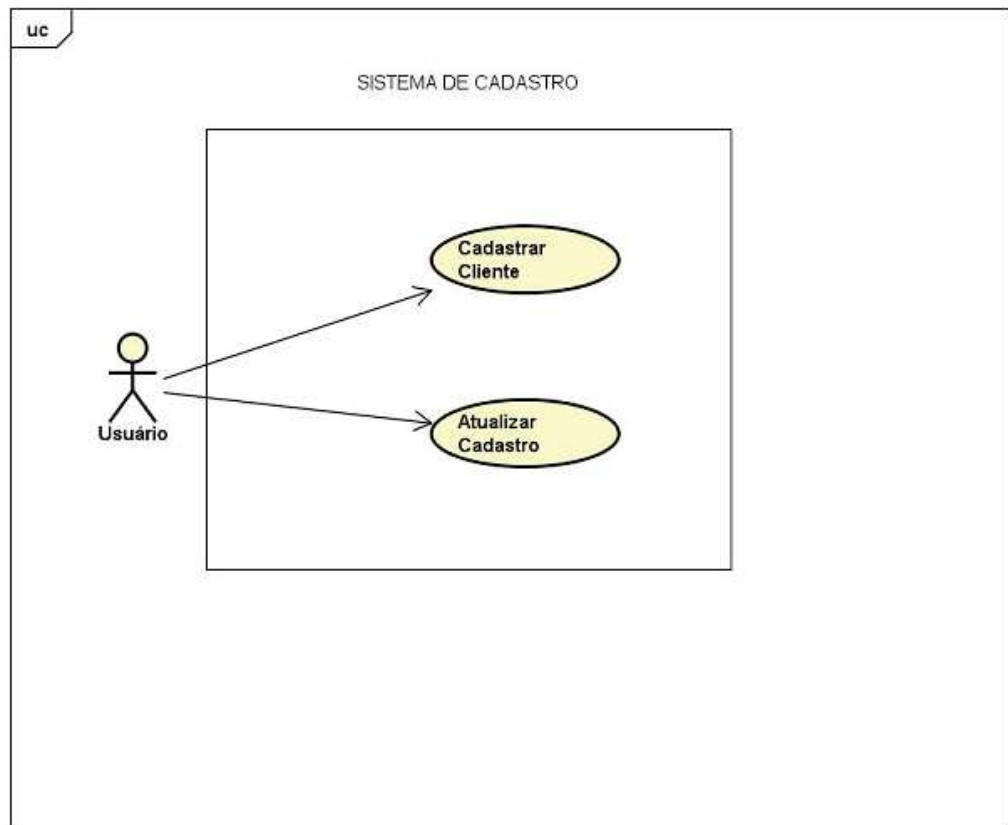 uc
SISTEMA DE CADASTRO
Cadastrar
Cliente
Usuário
Atualizar
Cadastro